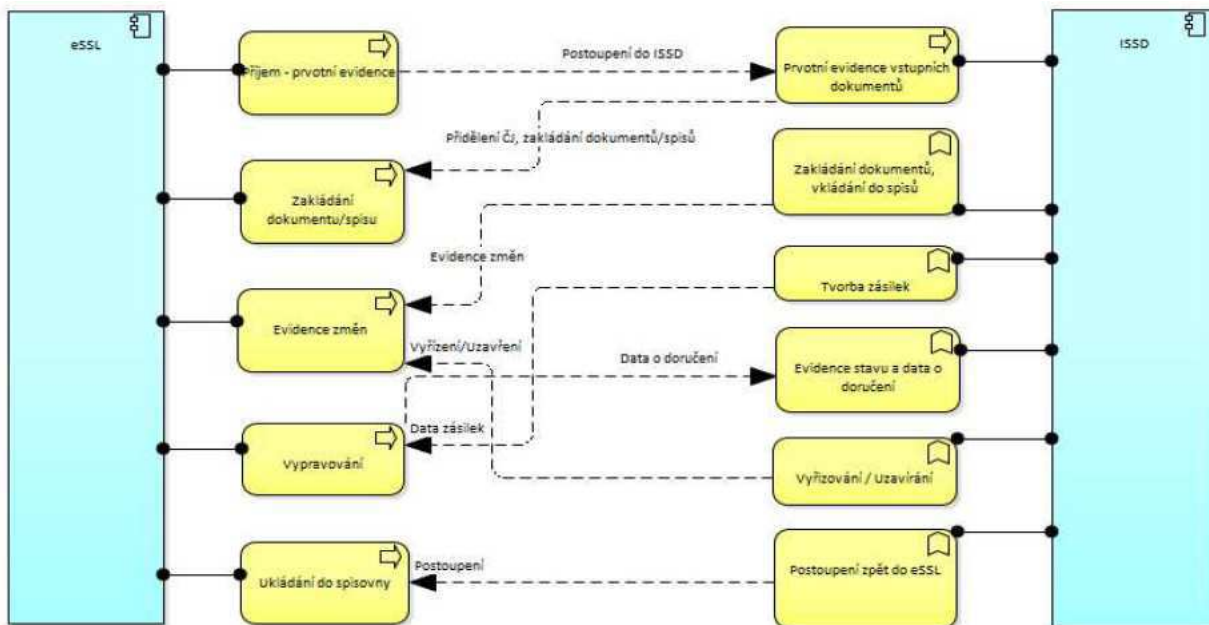 eSSL
ISSD
Příjem - prvotní evidence
Postoupení do ISSD
Prvotní evidence vstupních
dokumentů
Přidělení ČJ, zakládání dokumentů/spisů
Zakládání
dokumentu/spisu
Zakládání dokumentů,
vkládání do spisů
Evidence změn
Tvorba zásilek
Evidence změn
Vyřízení/Uzavření
Data o doručení
Evidence stavu a data o
doručení
Data zásilek
Vypravování
Vyřizování / Uzavírání
Postoupení
Ukládání do spisovny
Postoupení zpět do eSSL